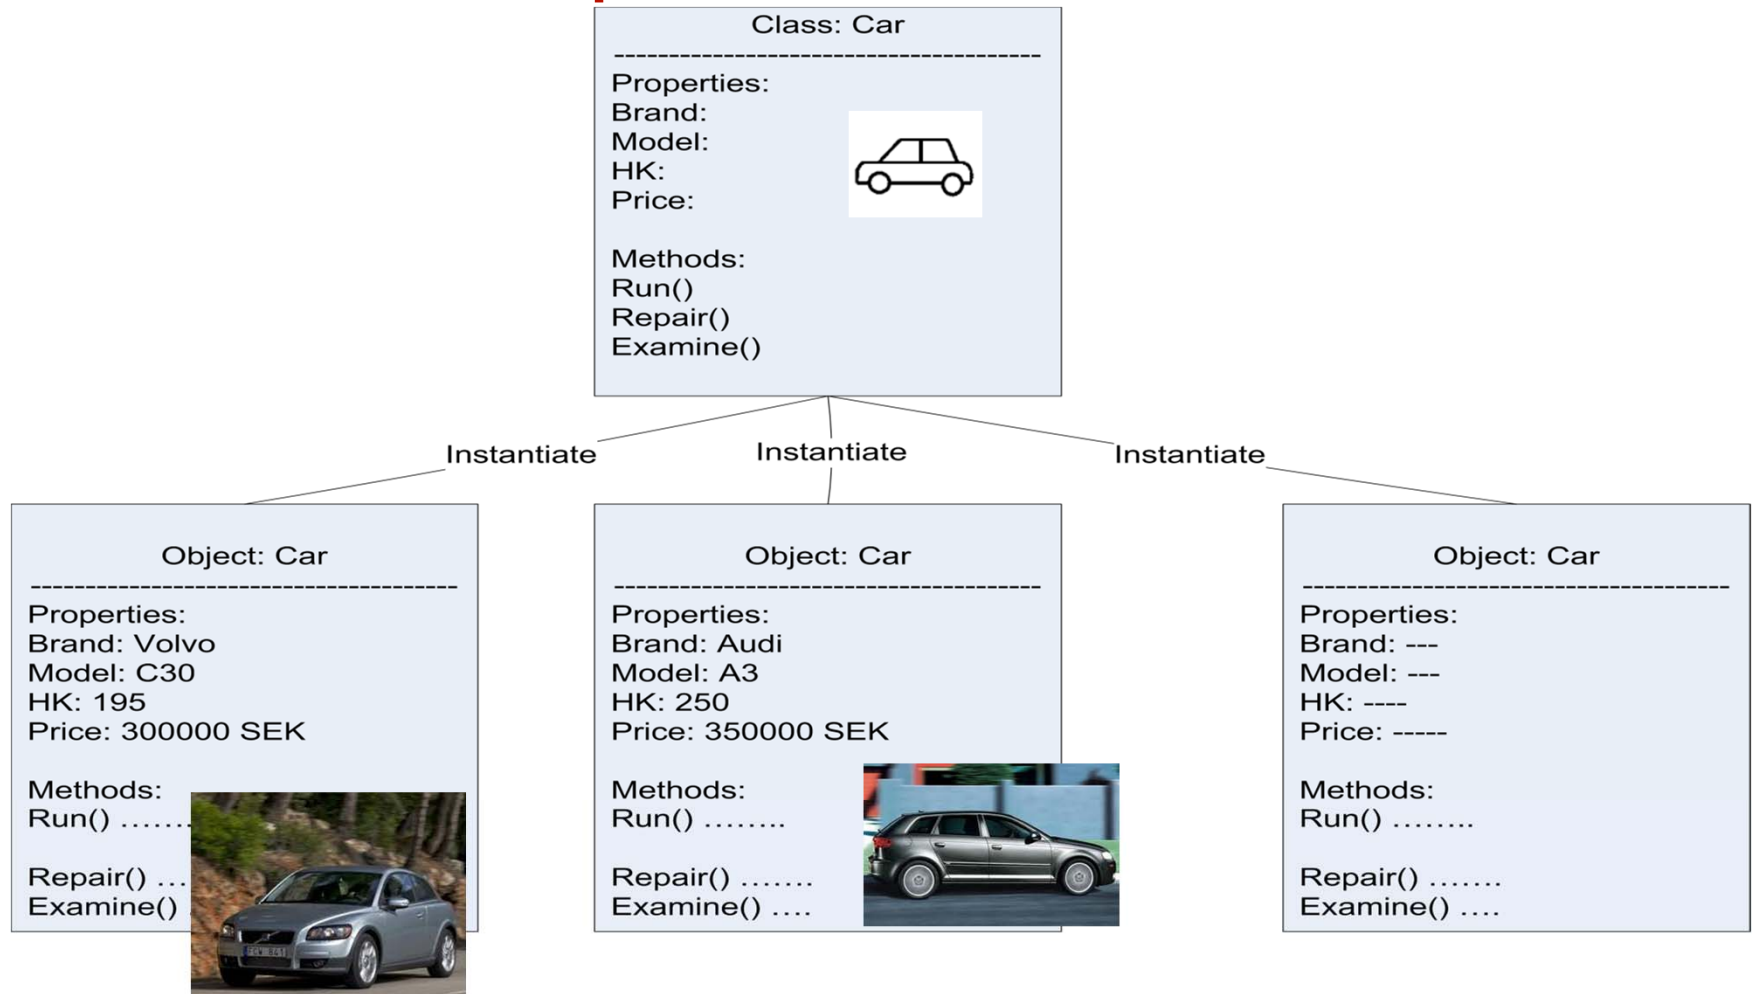 Class: Car
---------------------------------------
Properties:
Brand:
Model:
HK:
Price:
Methods:
Run()
Repair()
Examine()
Instantiate
Instantiate
Instantiate
Object: Car
---------------------------------------
Properties:
Brand: Volvo
Model: C30
HK: 195
Price: 300000 SEK
Methods:
Run() …….
Repair() …
Examine()
Object: Car
---------------------------------------
Properties:
Brand: Audi
Model: A3
HK: 250
Price: 350000 SEK
Methods:
Run() ……..
Repair() …….
Examine() ….
Object: Car
---------------------------------------
Properties:
Brand: ---
Model: ---
HK: ----
Price: -----
Methods:
Run() ……..
Repair() …….
Examine() ….